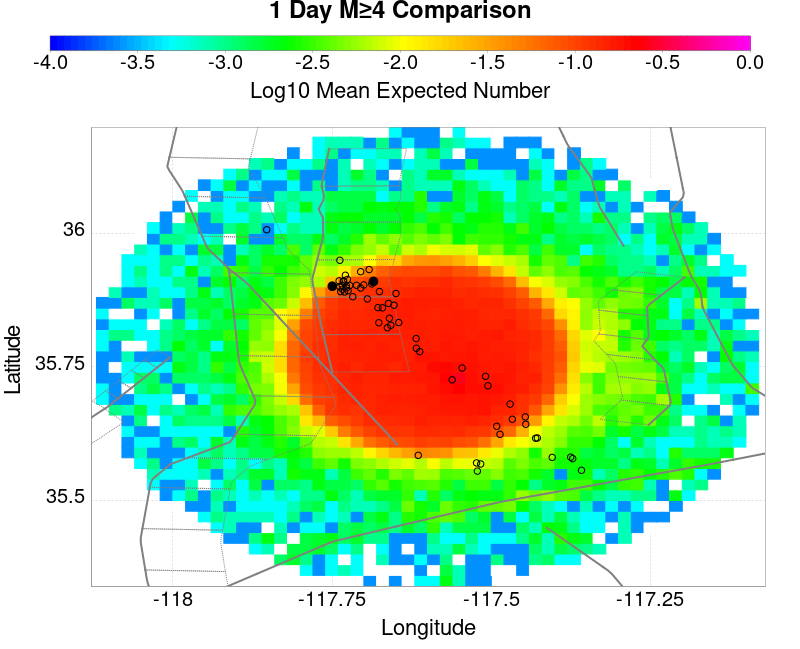 1 Day M≥4 Comparison
-4.0 -3.5 -3.0 -2.5 -2.0 -1.5 -1.0 -0.5 0.0
Log10 Mean Expected Number
36
35.75
35.5
Latitude
-118 -117.75 -117.5 -117.25
Longitude